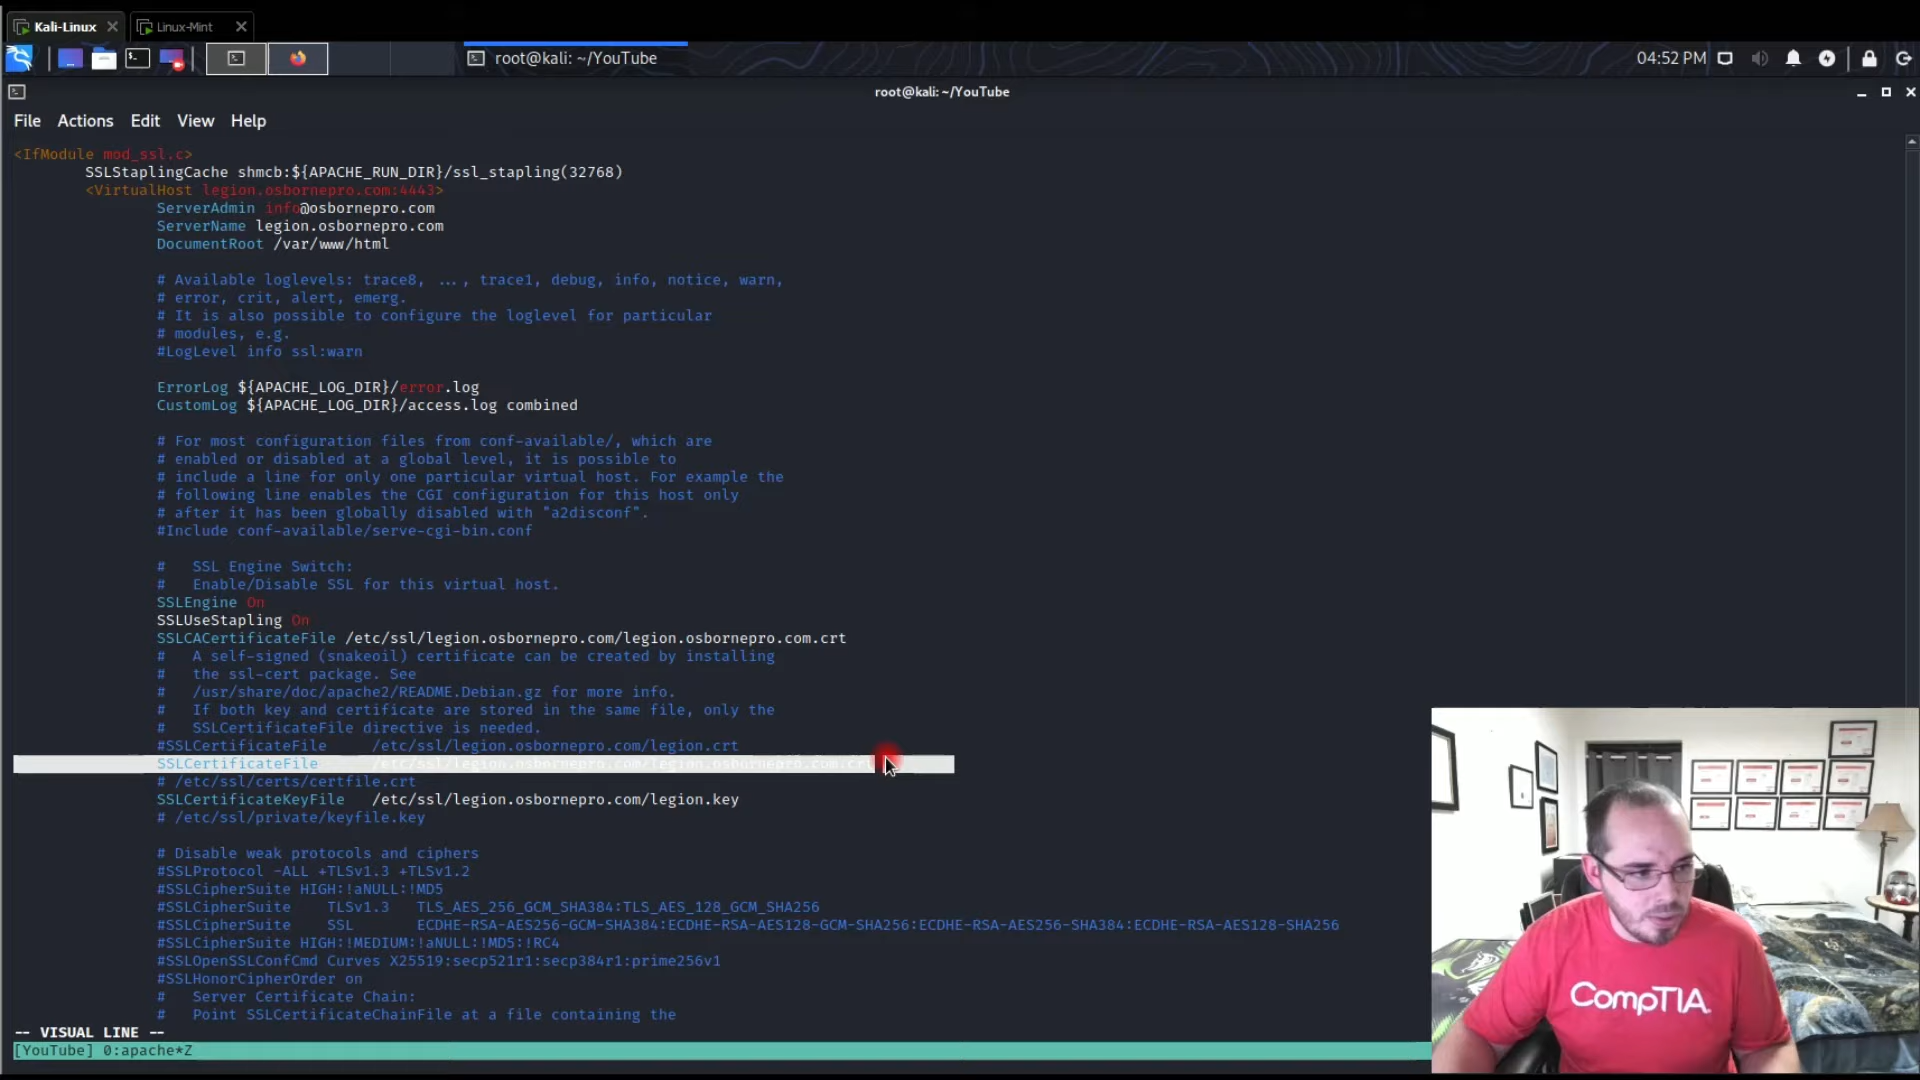 Kali-Linux
Linux-Mint
root@kali: ~/YouTube
04:52 PM
root@kali: ~/YouTube
File Actions Edit View Help
<IfModule mod_ssl.c>
SSLStaplingCache shmcb:${APACHE_RUN_DIR}/ssl_stapling(32768)
<VirtualHost legion.osbornepro.com:4443>
ServerAdmin info@osbornepro.com
ServerName legion.osbornepro.com
DocumentRoot /var/www/html
# Available loglevels: trace8, ..., trace1, debug, info, notice, warn,
# error, crit, alert, emerg.
# It is also possible to configure the loglevel for particular
# modules, e.g.
#LogLevel info ssl:warn
ErrorLog ${APACHE_LOG_DIR}/error.log
CustomLog ${APACHE_LOG_DIR}/access.log combined
# For most configuration files from conf-available/, which are
# enabled or disabled at a global level, it is possible to
# include a line for only one particular virtual host. For example the
# following line enables the CGI configuration for this host only
# after it has been globally disabled with "a2disconf".
#Include conf-available/serve-cgi-bin.conf
#   SSL Engine Switch:
#   Enable/Disable SSL for this virtual host.
SSLEngine On
SSLUseStapling On
SSLCACertificateFile /etc/ssl/legion.osbornepro.com/legion.osbornepro.com.crt
#   A self-signed (snakeoil) certificate can be created by installing
#   the ssl-cert package. See
#   /usr/share/doc/apache2/README.Debian.gz for more info.
#   If both key and certificate are stored in the same file, only the
#   SSLCertificateFile directive is needed.
#SSLCertificateFile     /etc/ssl/legion.osbornepro.com/legion.crt
SSLCertificateFile      /etc/ssl/legion.osbornepro.com/legion.osbornepro.com.crt
# /etc/ssl/certs/certfile.crt
SSLCertificateKeyFile   /etc/ssl/legion.osbornepro.com/legion.key
# /etc/ssl/private/keyfile.key
# Disable weak protocols and ciphers
#SSLProtocol -ALL +TLSv1.3 +TLSv1.2
#SSLCipherSuite HIGH:!aNULL:!MD5
#SSLCipherSuite    TLSv1.3   TLS_AES_256_GCM_SHA384:TLS_AES_128_GCM_SHA256
#SSLCipherSuite    SSL       ECDHE-RSA-AES256-GCM-SHA384:ECDHE-RSA-AES128-GCM-SHA256:ECDHE-RSA-AES256-SHA384:ECDHE-RSA-AES128-SHA256
#SSLCipherSuite HIGH:!MEDIUM:!aNULL:!MD5:!RC4
#SSLOpenSSLConfCmd Curves X25519:secp521r1:secp384r1:prime256v1
#SSLHonorCipherOrder on
#   Server Certificate Chain:
#   Point SSLCertificateChainFile at a file containing the
-- VISUAL LINE --
[YouTube] 0:apache*Z
CompTIA.